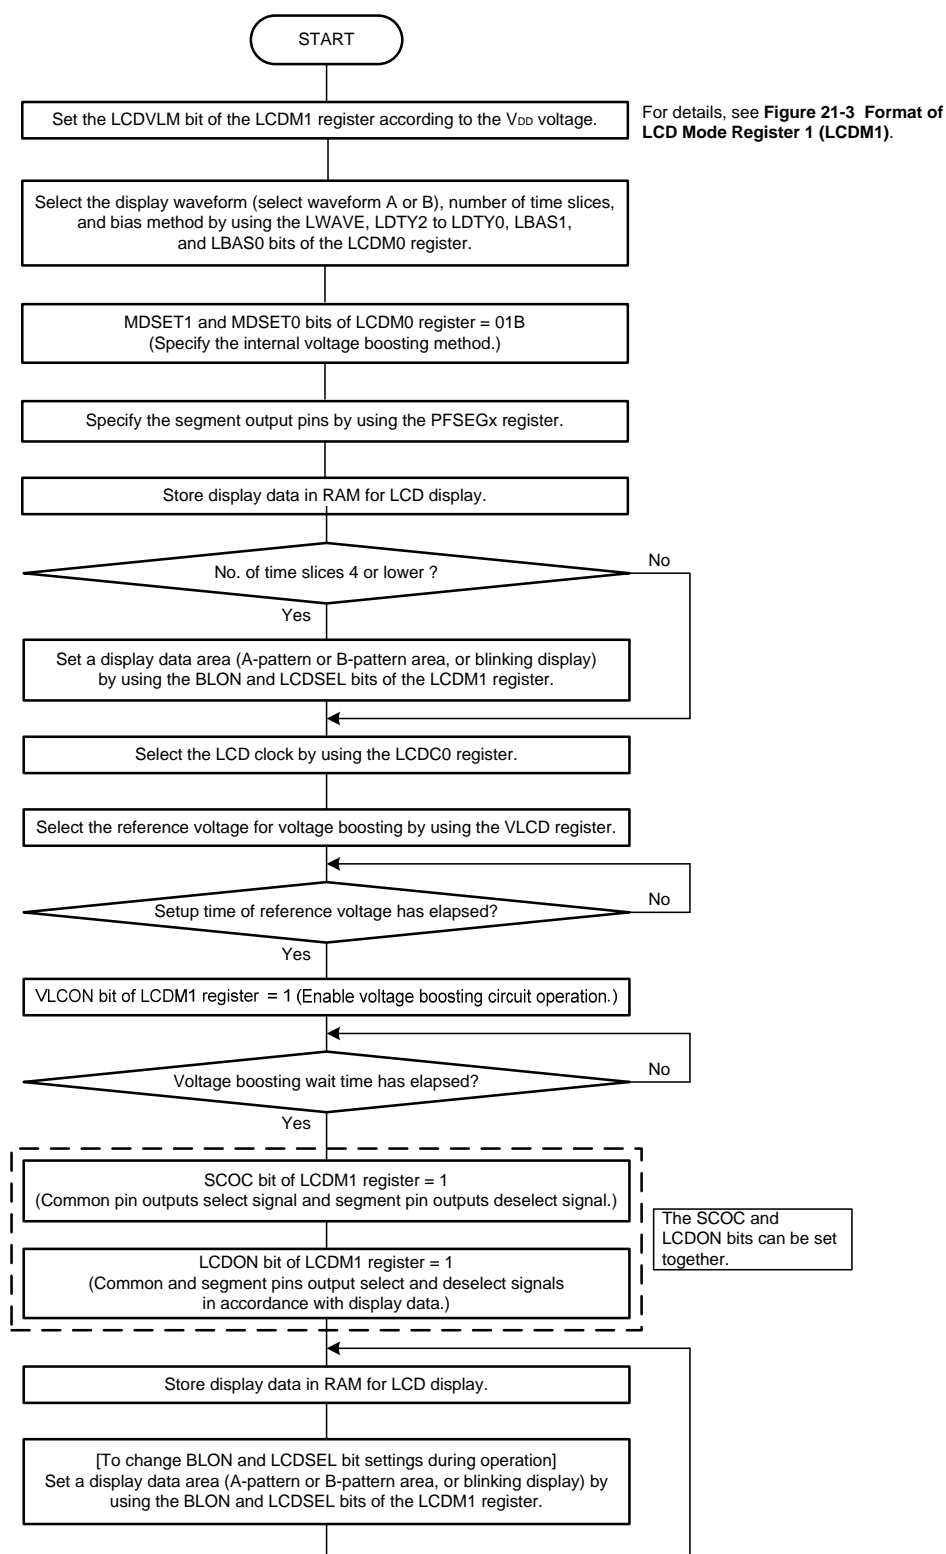 START
Set the LCDVLM bit of the LCDM1 register according to the VDD voltage.
For details, see Figure 21-3 Format of
LCD Mode Register 1 (LCDM1).
Select the display waveform (select waveform A or B), number of time slices,
and bias method by using the LWAVE, LDTY2 to LDTY0, LBAS1,
and LBAS0 bits of the LCDM0 register.
MDSET1 and MDSET0 bits of LCDM0 register = 01B
(Specify the internal voltage boosting method.)
Specify the segment output pins by using the PFSEGx register.
Store display data in RAM for LCD display.
No. of time slices 4 or lower ?
No
Yes
Set a display data area (A-pattern or B-pattern area, or blinking display)
by using the BLON and LCDSEL bits of the LCDM1 register.
Select the LCD clock by using the LCDC0 register.
Select the reference voltage for voltage boosting by using the VLCD register.
Setup time of reference voltage has elapsed?
No
Yes
VLCON bit of LCDM1 register = 1 (Enable voltage boosting circuit operation.)
Voltage boosting wait time has elapsed?
No
Yes
SCOC bit of LCDM1 register = 1
(Common pin outputs select signal and segment pin outputs deselect signal.)
The SCOC and
LCDON bits can be set
together.
LCDON bit of LCDM1 register = 1
(Common and segment pins output select and deselect signals
in accordance with display data.)
Store display data in RAM for LCD display.
[To change BLON and LCDSEL bit settings during operation]
Set a display data area (A-pattern or B-pattern area, or blinking display) by
using the BLON and LCDSEL bits of the LCDM1 register.